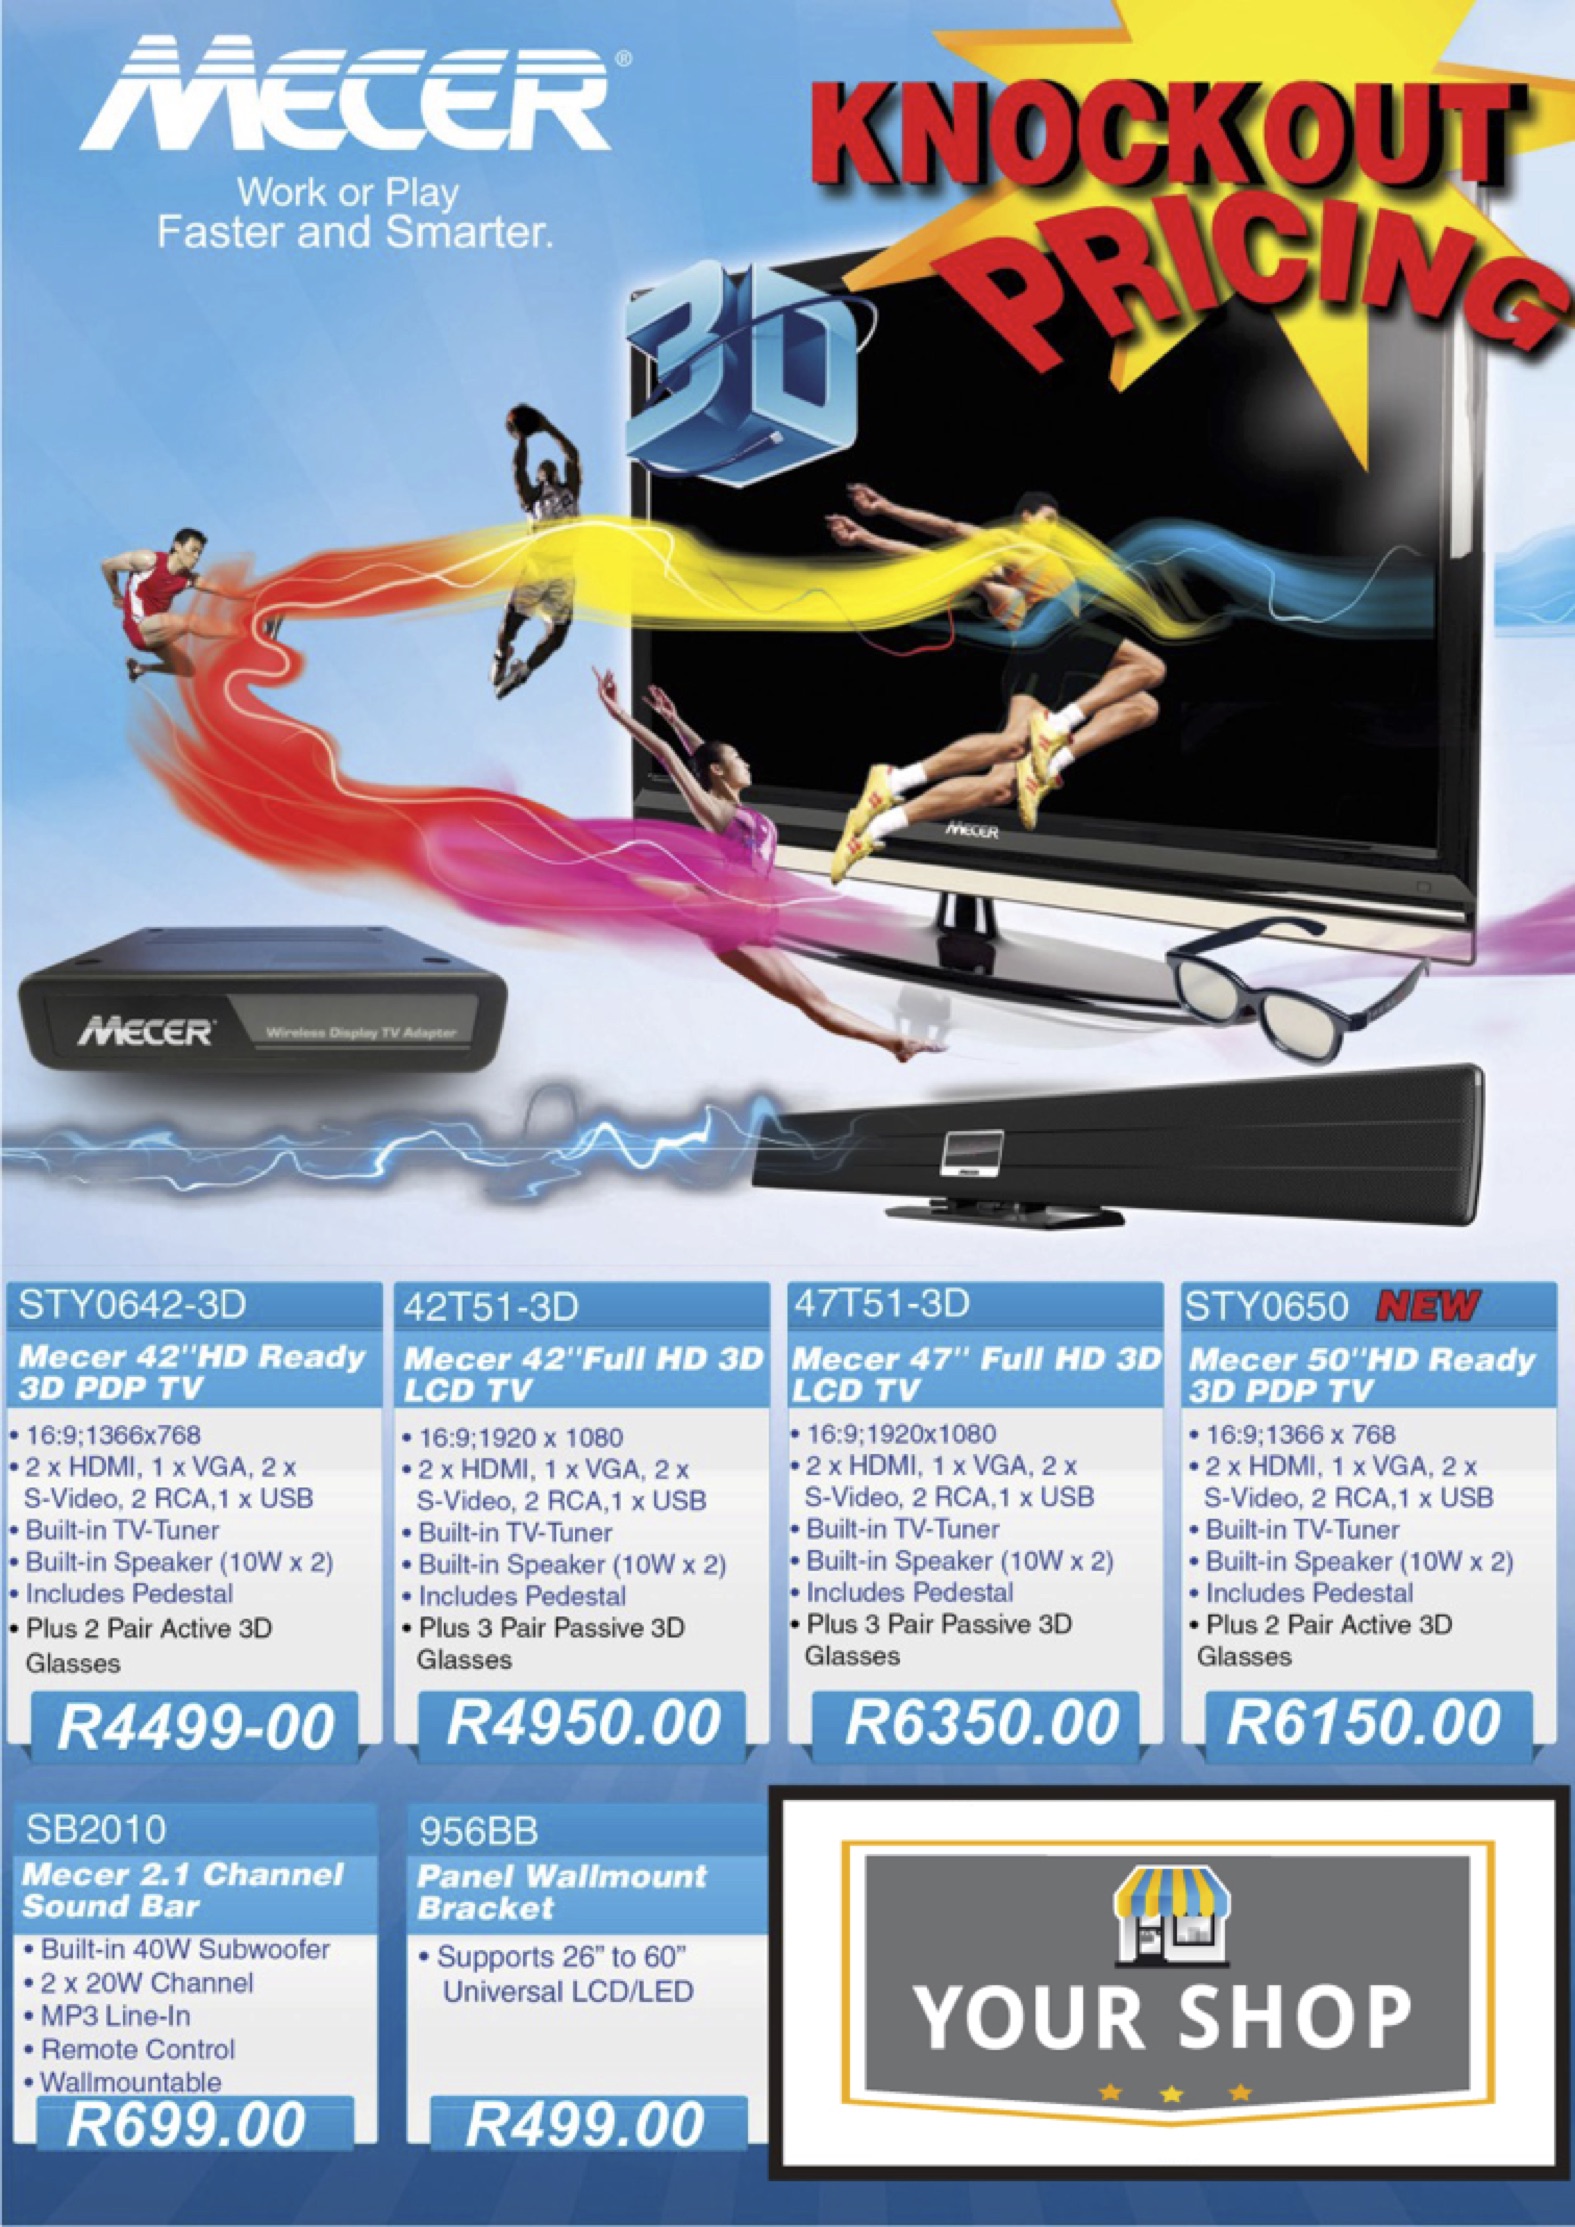 MECER®
Work or Play
Faster and Smarter.
KNOCKOUT
PRICING
3D
MECER
MECER
Wireless Display TV Adapter
STY0642-3D
Mecer 42"HD Ready
3D PDP TV
• 16:9;1366x768
• 2 x HDMI, 1 x VGA, 2 x
S-Video, 2 RCA,1 x USB
• Built-in TV-Tuner
• Built-in Speaker (10W x 2)
• Includes Pedestal
• Plus 2 Pair Active 3D
Glasses
R4499-00
42T51-3D
Mecer 42"Full HD 3D
LCD TV
• 16:9;1920 x 1080
• 2 x HDMI, 1 x VGA, 2 x
S-Video, 2 RCA,1 x USB
• Built-in TV-Tuner
• Built-in Speaker (10W x 2)
• Includes Pedestal
• Plus 3 Pair Passive 3D
Glasses
R4950.00
47T51-3D
Mecer 47" Full HD 3D
LCD TV
• 16:9;1920x1080
• 2 x HDMI, 1 x VGA, 2 x
S-Video, 2 RCA,1 x USB
• Built-in TV-Tuner
• Built-in Speaker (10W x 2)
• Includes Pedestal
• Plus 3 Pair Passive 3D
Glasses
R6350.00
STY0650 NEW
Mecer 50"HD Ready
3D PDP TV
• 16:9;1366 x 768
• 2 x HDMI, 1 x VGA, 2 x
S-Video, 2 RCA,1 x USB
• Built-in TV-Tuner
• Built-in Speaker (10W x 2)
• Includes Pedestal
• Plus 2 Pair Active 3D
Glasses
R6150.00
SB2010
Mecer 2.1 Channel
Sound Bar
• Built-in 40W Subwoofer
• 2 x 20W Channel
• MP3 Line-In
• Remote Control
• Wallmountable
R699.00
956BB
Panel Wallmount
Bracket
• Supports 26” to 60”
Universal LCD/LED
R499.00
YOUR SHOP